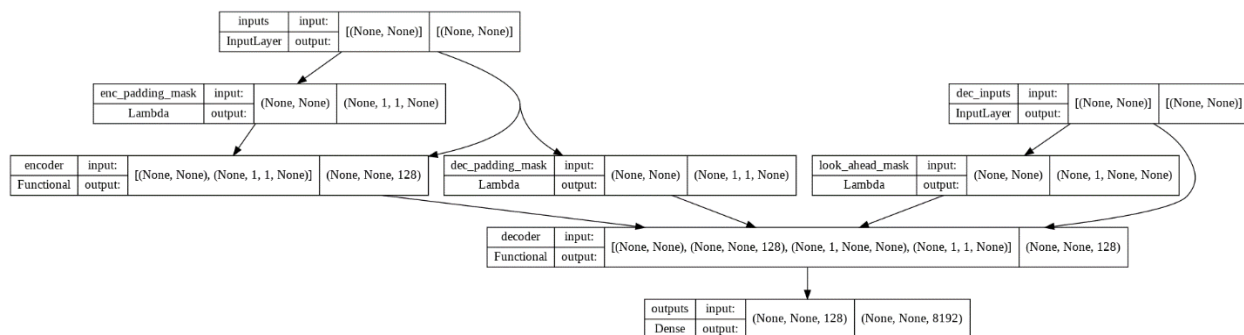 inputs input: [(None, None)] [(None, None)]
InputLayer output:
enc_padding_mask input: (None, None) (None, 1, 1, None)
Lambda output:
dec_inputs input: [(None, None)] [(None, None)]
InputLayer output:
encoder input: [(None, None), (None, 1, 1, None)] (None, None, 128)
Functional output:
dec_padding_mask input: (None, None) (None, 1, 1, None)
Lambda output:
look_ahead_mask input: (None, None) (None, 1, None, None)
Lambda output:
decoder input: [(None, None), (None, None, 128), (None, 1, None, None), (None, 1, 1, None)] (None, None, 128)
Functional output:
outputs input: (None, None, 128) (None, None, 8192)
Dense output: